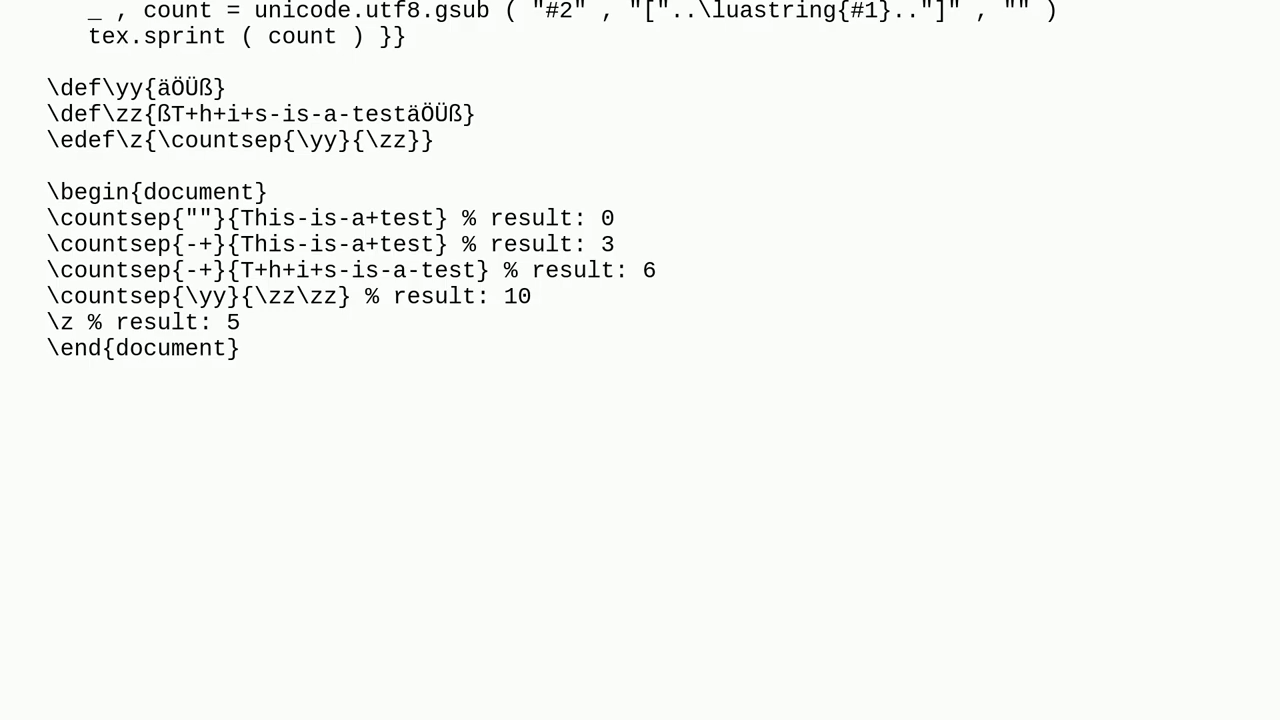 _ , count = unicode.utf8.gsub ( "#2" , "["..\luastring{#1}.."]" , "" )
tex.sprint ( count ) }}
\def\yy{äÖÜß}
\def\zz{ßT+h+i+s-is-a-testäÖÜß}
\edef\z{\countsep{\yy}{\zz}}
\begin{document}
\countsep{""}{This-is-a+test} % result: 0
\countsep{-+}{This-is-a+test} % result: 3
\countsep{-+}{T+h+i+s-is-a-test} % result: 6
\countsep{\yy}{\zz\zz} % result: 10
\z % result: 5
\end{document}